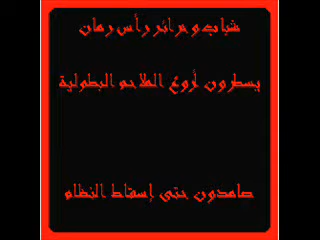 شباب وحرائر رأس رمان
يسطرون أروع الملاحم البطولية
صامدون حتى إسقاط النظام